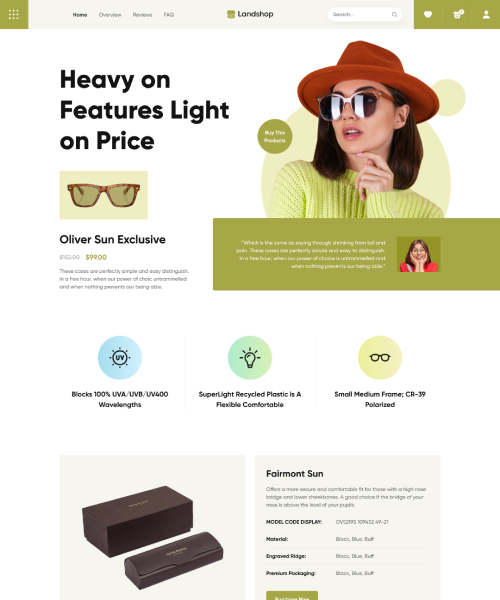 Home Overview Reviews FAQ
Landshop
Search...
Heavy on
Features Light
on Price
Buy This
Products
Oliver Sun Exclusive
$152.00 $99.00
These cases are perfectly simple and easy distinguish.
In a free hour, when our power of choic untrammelled
and when nothing prevents our being able.
"Which is the same as saying through shrinking from toil and
pain. These cases are perfectly simple and easy to distinguish.
In a free hour, when our power of choice is untrammelled and
when nothing prevents our being able."
UV
Blocks 100% UVA/UVB/UV400
Wavelengths
SuperLight Recycled Plastic is A
Flexible Comfortable
Small Medium Frame; CR-39
Polarized
Fairmont Sun
Offers a more secure and comfortable fit for those with a high nose
bridge and lower cheekbones. A good choice if the bridge of your
nose is above the level of your pupils.
MODEL CODE DISPLAY: OV5219S 109452 49-21
Material: Black, Blue, Buff
Engraved Ridge: Black, Blue, Buff
Premium Packaging: Black, Blue, Buff
Purchase Now